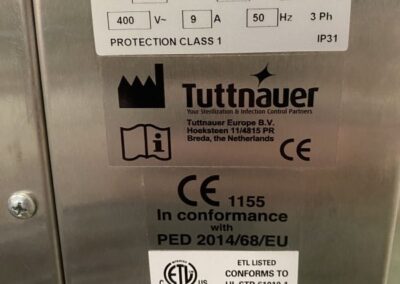 400 V~ 9 A 50 Hz 3 Ph
PROTECTION CLASS 1 IP31
Tuttnauer
Your Sterilization & Infection Control Partners
Tuttnauer Europe B.V.
Hoeksteen 11/4815 PR
Breda, the Netherlands
i
CE
CE 1155
In conformance
with
PED 2014/68/EU
ETL LISTED
CONFORMS TO
C ETL US